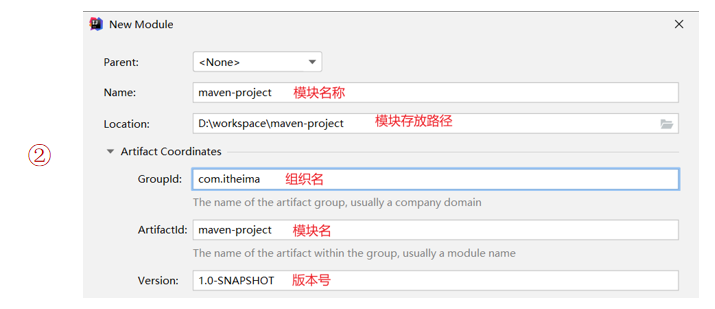 New Module
Parent: <None>
Name: maven-project 模块名称
Location: D:\workspace\maven-project 模块存放路径
②
Artifact Coordinates
GroupId: com.itheima 组织名
The name of the artifact group, usually a company domain
ArtifactId: maven-project 模块名
The name of the artifact within the group, usually a module name
Version: 1.0-SNAPSHOT 版本号